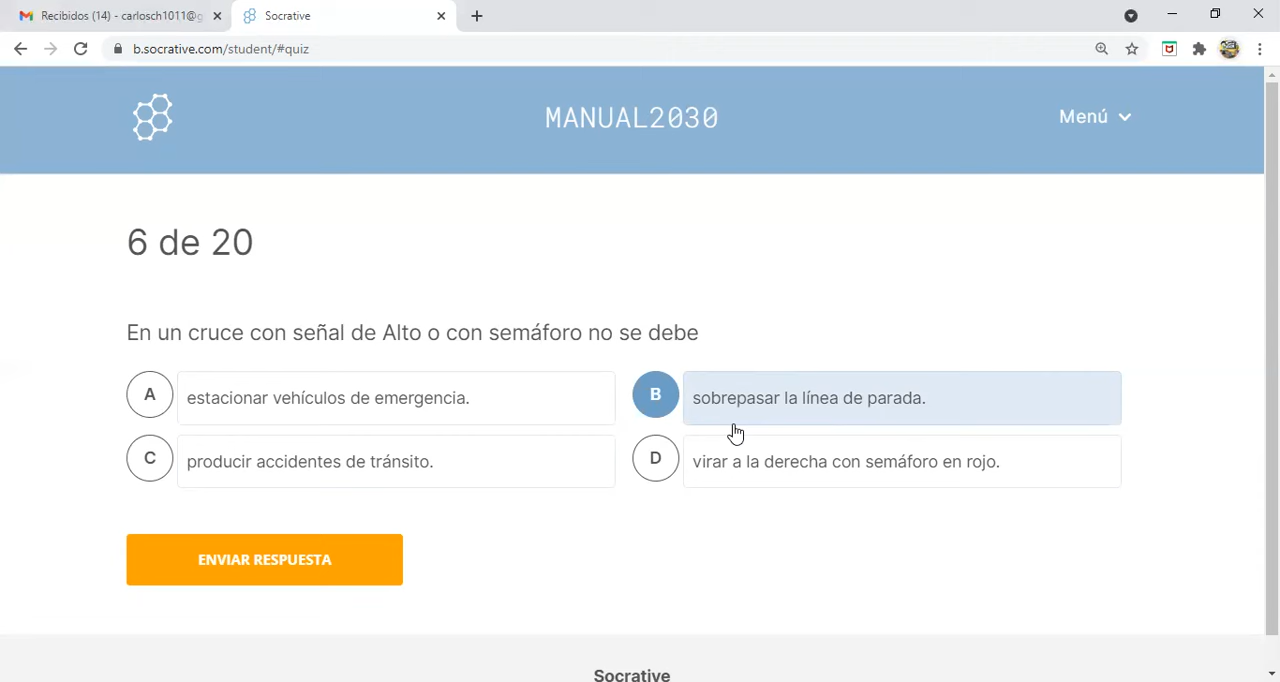 Recibidos (14) - carlosch1011@g
Socrative
b.socrative.com/student/#quiz
MANUAL2030
Menú
6 de 20
En un cruce con señal de Alto o con semáforo no se debe
A estacionar vehículos de emergencia.
B sobrepasar la línea de parada.
C producir accidentes de tránsito.
D virar a la derecha con semáforo en rojo.
ENVIAR RESPUESTA
Socrative